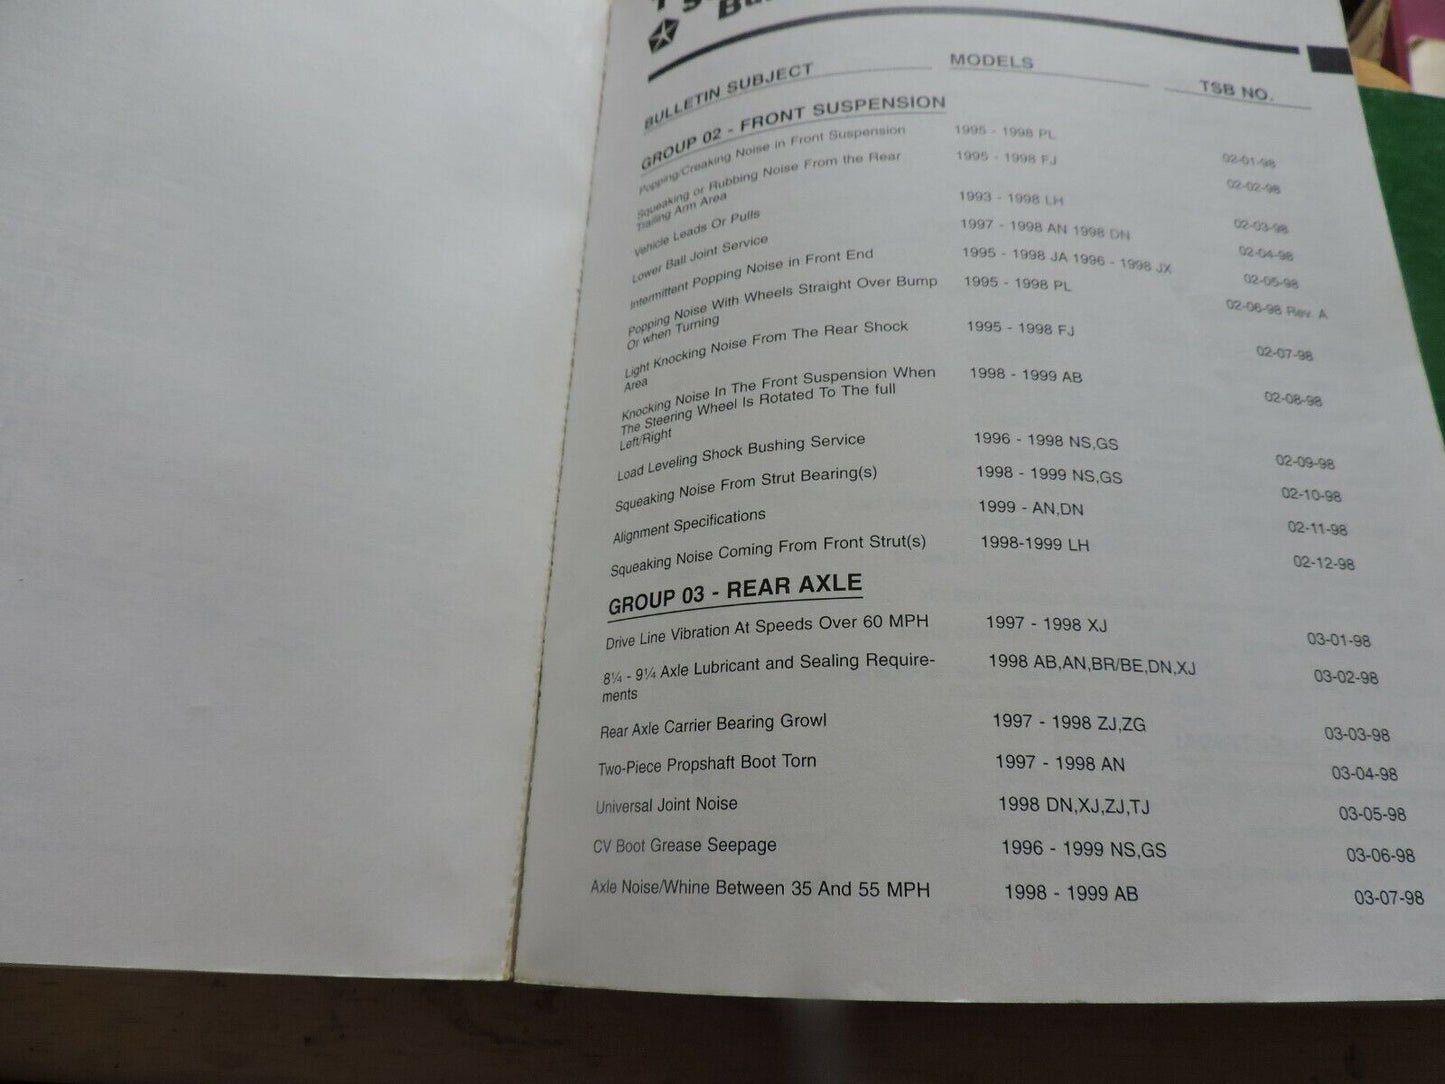 BULLETIN SUBJECT MODELS TSB NO.
GROUP 02 - FRONT SUSPENSION
Popping/Creaking Noise in Front Suspension 1995 - 1998 PL 02-01-98
Squeaking or Rubbing Noise From the Rear 1995 - 1998 FJ 02-02-98
Trailing Arm Area
Vehicle Leads Or Pulls 1993 - 1998 LH 02-03-98
Lower Ball Joint Service 1997 - 1998 AN 1998 DN 02-04-98
Intermittent Popping Noise in Front End 1995 - 1998 JA 1996 - 1998 JX 02-05-98
Popping Noise With Wheels Straight Over Bump 1995 - 1998 PL 02-06-98 Rev. A
Or when Turning
Light Knocking Noise From The Rear Shock 1995 - 1998 FJ 02-07-98
Area
Knocking Noise In The Front Suspension When 1998 - 1999 AB 02-08-98
The Steering Wheel Is Rotated To The full
Left/Right
Load Leveling Shock Bushing Service 1996 - 1998 NS,GS 02-09-98
Squeaking Noise From Strut Bearing(s) 1998 - 1999 NS,GS 02-10-98
Alignment Specifications 1999 - AN,DN 02-11-98
Squeaking Noise Coming From Front Strut(s) 1998-1999 LH 02-12-98
GROUP 03 - REAR AXLE
Drive Line Vibration At Speeds Over 60 MPH 1997 - 1998 XJ 03-01-98
8¼ - 9¼ Axle Lubricant and Sealing Require- 1998 AB,AN,BR/BE,DN,XJ 03-02-98
ments
Rear Axle Carrier Bearing Growl 1997 - 1998 ZJ,ZG 03-03-98
Two-Piece Propshaft Boot Torn 1997 - 1998 AN 03-04-98
Universal Joint Noise 1998 DN,XJ,ZJ,TJ 03-05-98
CV Boot Grease Seepage 1996 - 1999 NS,GS 03-06-98
Axle Noise/Whine Between 35 And 55 MPH 1998 - 1999 AB 03-07-98